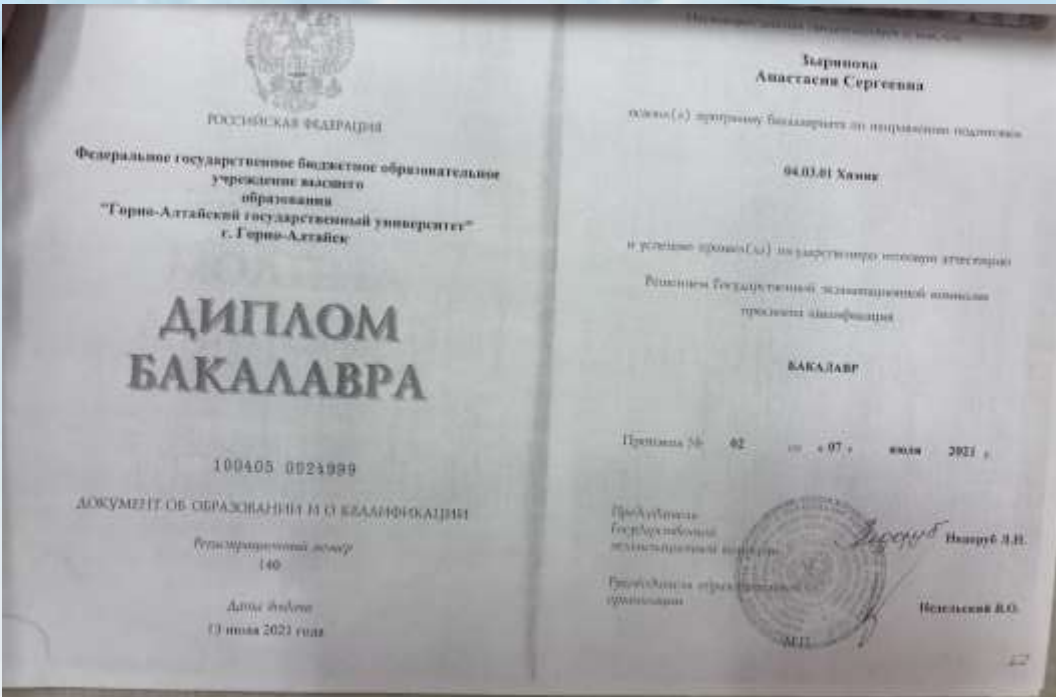 РОССИЙСКАЯ ФЕДЕРАЦИЯ
Федеральное государственное бюджетное образовательное
учреждение высшего
образования
"Горно-Алтайский государственный университет"
г. Горно-Алтайск
ДИПЛОМ
БАКАЛАВРА
100405 0024999
ДОКУМЕНТ ОБ ОБРАЗОВАНИИ И О КВАЛИФИКАЦИИ
Регистрационный номер
140
Дата выдачи
июля 2021 года
Анастасия Сергеевна
освоил(а) программу бакалавриата по направлению подготовки
04.03.01 Химия
и успешно прошел(ла) государственную итоговую аттестацию
Решением Государственной экзаменационной комиссии
присвоена квалификация
БАКАЛАВР
Протокол № 02 от « 07 » июля 2021 г.
Председатель
Государственной
экзаменационной комиссии
Руководитель образовательной
организации
Недельский В.О.
М.П.